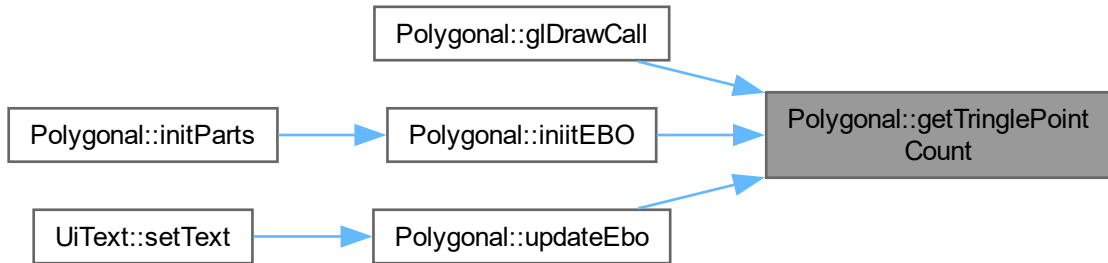 Polygonal::glDrawCall
Polygonal::getTringlePoint
Count
Polygonal::initParts
Polygonal::iniitEBO
UiText::setText
Polygonal::updateEbo